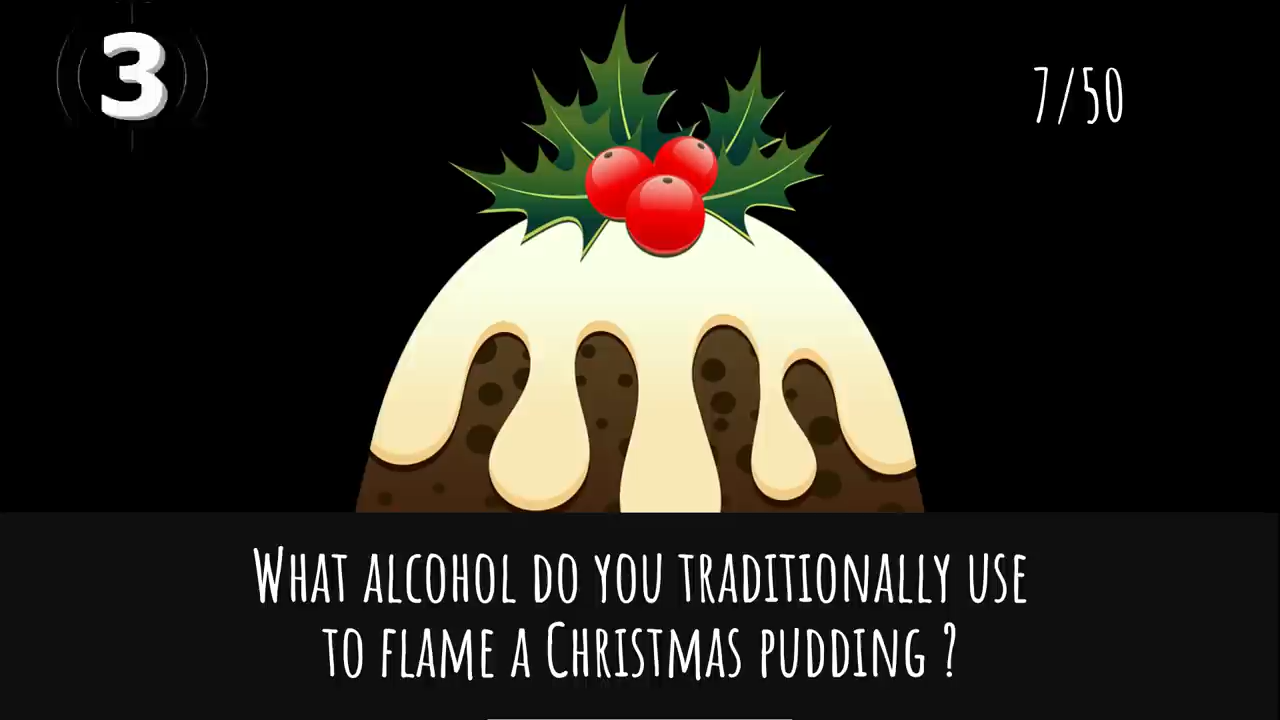 3
7/50
What alcohol do you traditionally use
to flame a Christmas pudding ?